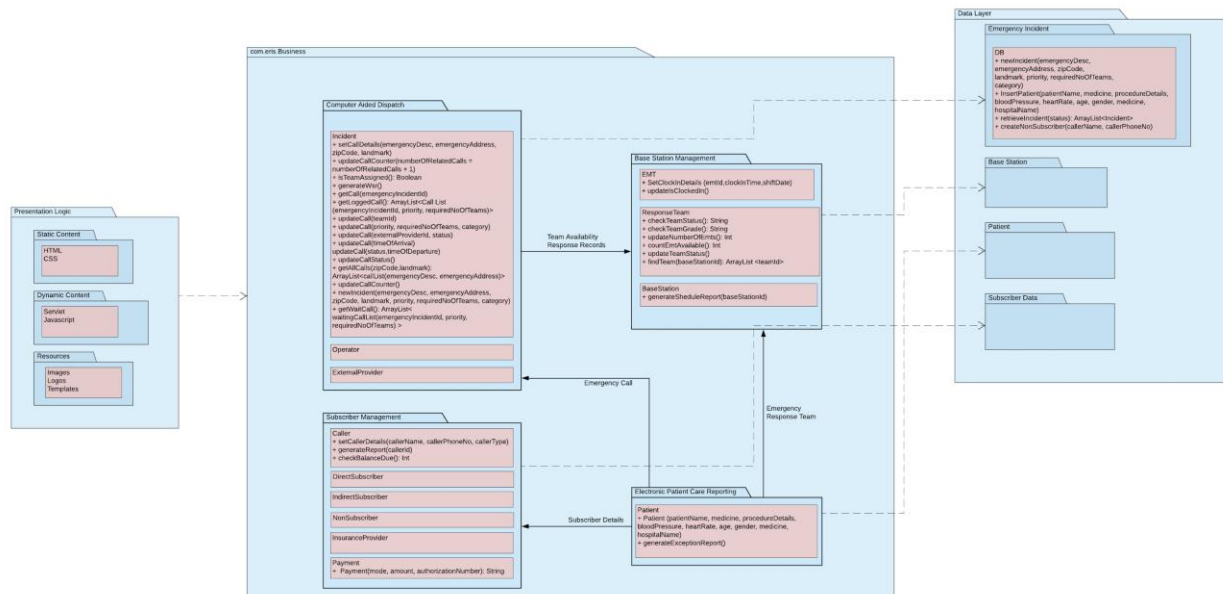 Presentation Logic
Static Content
HTML
CSS
Dynamic Content
Servlet
Javascript
Resources
Images
Logos
Templates
com.eris.Business
Computer Aided Dispatch
Incident
+ setCallDetails(emergencyDesc, emergencyAddress,
zipCode, landmark)
+ updateCallCounter(numberOfRelatedCalls =
numberOfRelatedCalls + 1)
+ isTeamAssigned(): Boolean
+ generateWsr()
+ getCall(emergencyIncidentId)
+ getLoggedCall(): ArrayList<Call List
(emergencyIncidentId, priority, requiredNoOfTeams)>
+ updateCall(teamId)
+ updateCall(priority, requiredNoOfTeams, category)
+ updateCall(externalProviderId, status)
+ updateCall(timeOfArrival)
updateCall(status,timeOfDeparture)
+ updateCallStatus()
+ getAllCalls(zipCode,landmark):
ArrayList<callList(emergencyDesc, emergencyAddress)>
+ updateCallCounter()
+ newIncident(emergencyDesc, emergencyAddress,
zipCode, landmark, priority, requiredNoOfTeams, category)
+ getWaitCall(): ArrayList<
waitingCallList(emergencyIncidentId, priority,
requiredNoOfTeams) >
Operator
ExternalProvider
Team Availability
Response Records
Base Station Management
EMT
+ SetClockInDetails (emtId,clockInTime,shiftDate)
+ updateIsClockedIn()
ResponseTeam
+ checkTeamStatus(): String
+ checkTeamGrade(): String
+ updateNumberOfEmts(): Int
+ countEmtAvailable(): Int
+ updateTeamStatus()
+ findTeam(baseStationId): ArrayList <teamId>
BaseStation
+ generateSheduleReport(baseStationId)
Emergency Call
Emergency
Response Team
Subscriber Management
Caller
+ setCallerDetails(callerName, callerPhoneNo, callerType)
+ generateReport(callerId)
+ checkBalanceDue(): Int
DirectSubscriber
IndirectSubscriber
NonSubscriber
InsuranceProvider
Payment
+ Payment(mode, amount, authorizationNumber): String
Subscriber Details
Electronic Patient Care Reporting
Patient
+ Patient (patientName, medicine, procedureDetails,
bloodPressure, heartRate, age, gender, medicine,
hospitalName)
+ generateExceptionReport()
Data Layer
Emergency Incident
DB
+ newIncident(emergencyDesc,
emergencyAddress, zipCode,
landmark, priority, requiredNoOfTeams,
category)
+ InsertPatient(patientName, medicine, procedureDetails,
bloodPressure, heartRate, age, gender, medicine,
hospitalName)
+ retrieveIncident(status): ArrayList<Incident>
+ createNonSubscriber(callerName, callerPhoneNo)
Base Station
Patient
Subscriber Data